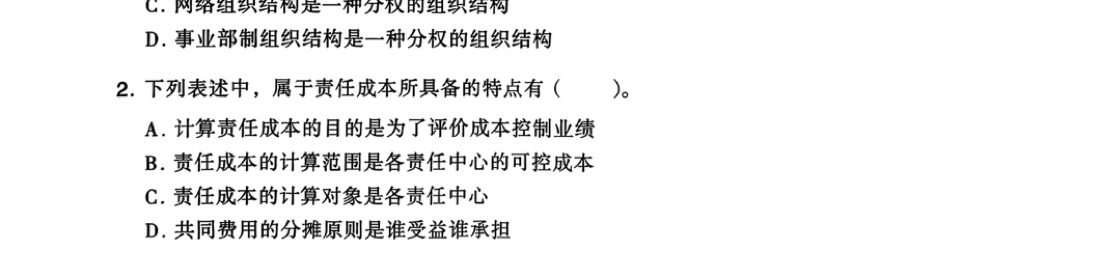 C. 网络组织结构是一种分权的组织结构
D. 事业部制组织结构是一种分权的组织结构
2. 下列表述中，属于责任成本所具备的特点有（　　）。
A. 计算责任成本的目的是为了评价成本控制业绩
B. 责任成本的计算范围是各责任中心的可控成本
C. 责任成本的计算对象是各责任中心
D. 共同费用的分摊原则是谁受益谁承担